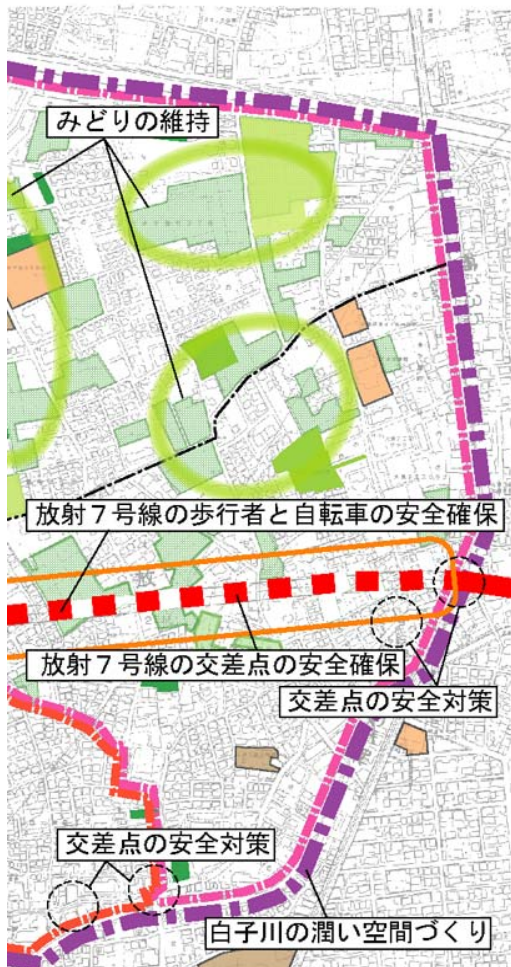 みどりの維持
放射７号線の歩行者と自転車の安全確保
放
放射７号線の交差点の安全確保
交差点の安全対策
交差点の安全対策
白子川の潤い空間づくり